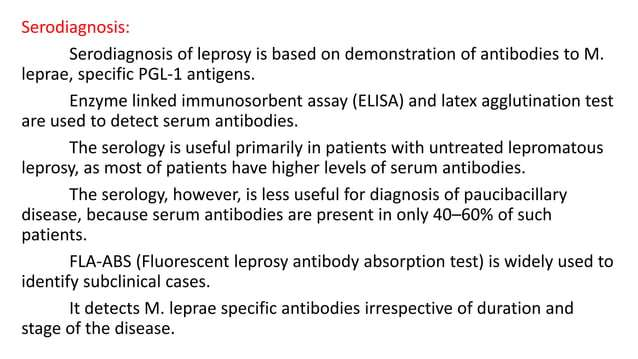 Serodiagnosis:
Serodiagnosis of leprosy is based on demonstration of antibodies to M.
leprae, specific PGL-1 antigens.
Enzyme linked immunosorbent assay (ELISA) and latex agglutination test
are used to detect serum antibodies.
The serology is useful primarily in patients with untreated lepromatous
leprosy, as most of patients have higher levels of serum antibodies.
The serology, however, is less useful for diagnosis of paucibacillary
disease, because serum antibodies are present in only 40–60% of such
patients.
FLA-ABS (Fluorescent leprosy antibody absorption test) is widely used to
identify subclinical cases.
It detects M. leprae specific antibodies irrespective of duration and
stage of the disease.